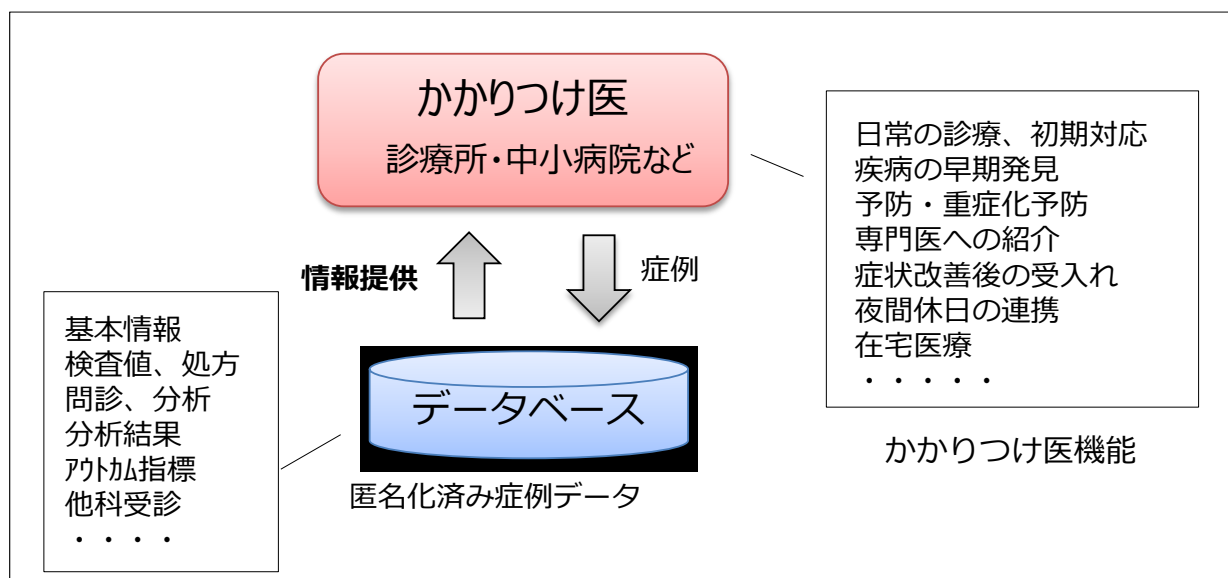 かかりつけ医
診療所・中小病院など
日常の診療、初期対応
疾病の早期発見
予防・重症化予防
専門医への紹介
症状改善後の受入れ
夜間休日の連携
在宅医療
・・・・・
かかりつけ医機能
情報提供
症例
基本情報
検査値、処方
問診、分析
分析結果
ｱｳﾄｶﾑ指標
他科受診
・・・・
データベース
匿名化済み症例データ